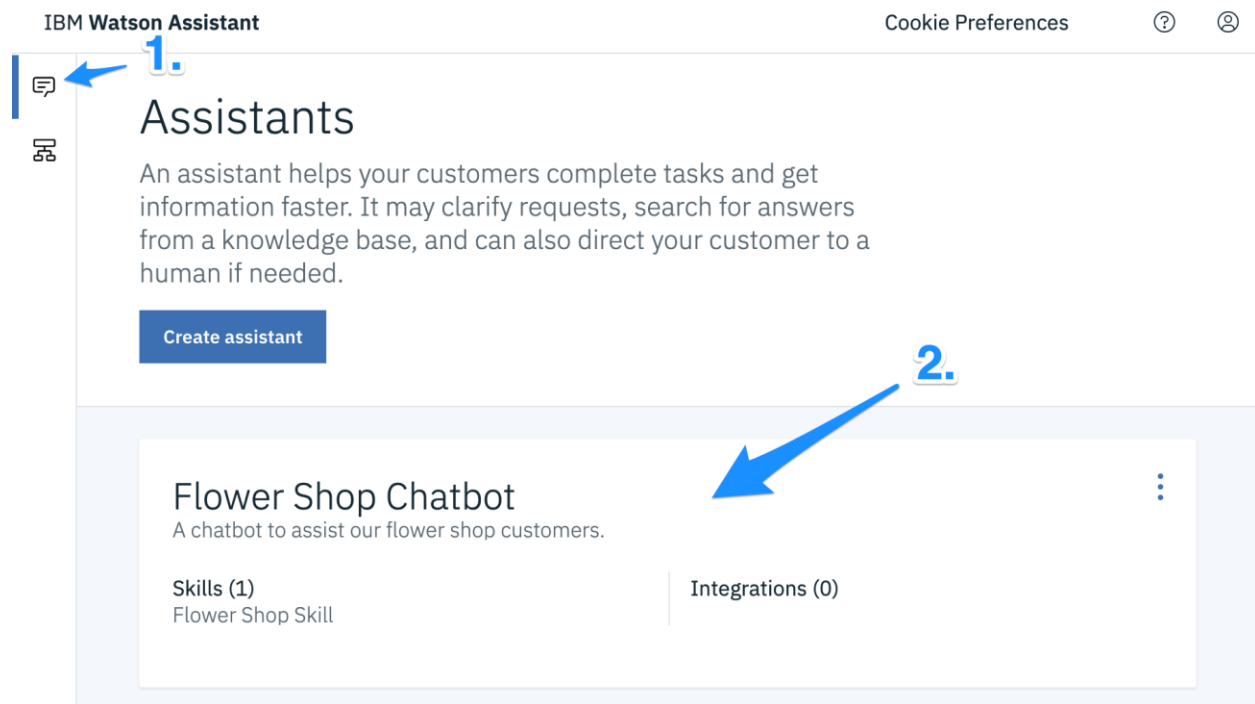 IBM Watson Assistant
Cookie Preferences
1.
Assistants
An assistant helps your customers complete tasks and get
information faster. It may clarify requests, search for answers
from a knowledge base, and can also direct your customer to a
human if needed.
Create assistant
2.
Flower Shop Chatbot
A chatbot to assist our flower shop customers.
Skills (1)
Flower Shop Skill
Integrations (0)